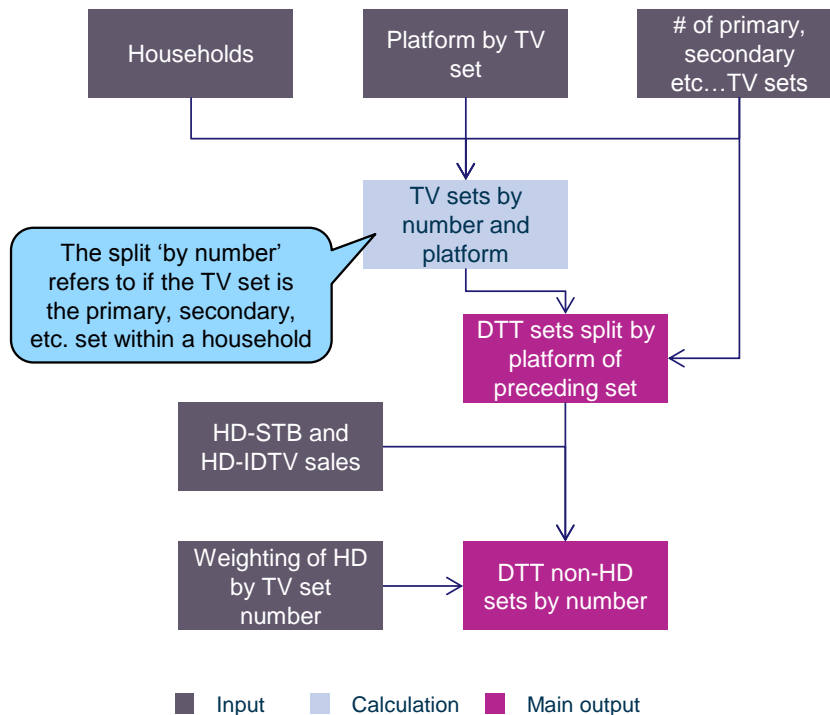 Households
Platform by TV
set
# of primary,
secondary
etc...TV sets
TV sets by
number and
platform
The split ‘by number’
refers to if the TV set is
the primary, secondary,
etc. set within a household
DTT sets split by
platform of
preceding set
HD-STB and
HD-IDTV sales
Weighting of HD
by TV set
number
DTT non-HD
sets by number
Input
Calculation
Main output